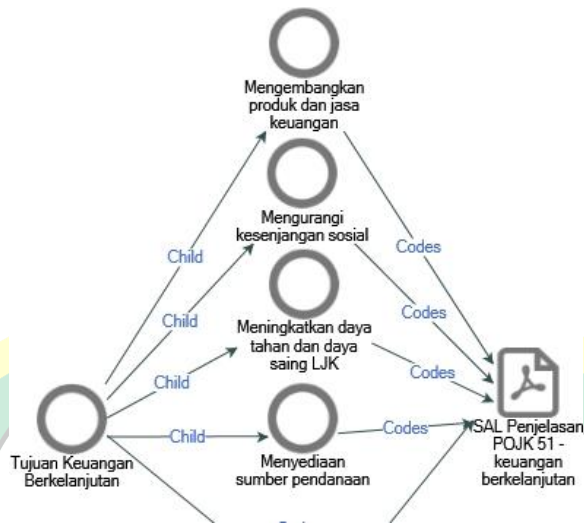 Mengembangkan
produk dan jasa
keuangan
Mengurangi
kesenjangan sosial
Child
Codes
Child
Codes
Meningkatkan daya
tahan dan daya
saing LJK
Child
Codes
Tujuan Keuangan
Berkelanjutan
Child
Menyediaan
sumber pendanaan
Codes
SAL Penjelasan
POJK 51 -
keuangan
berkelanjutan